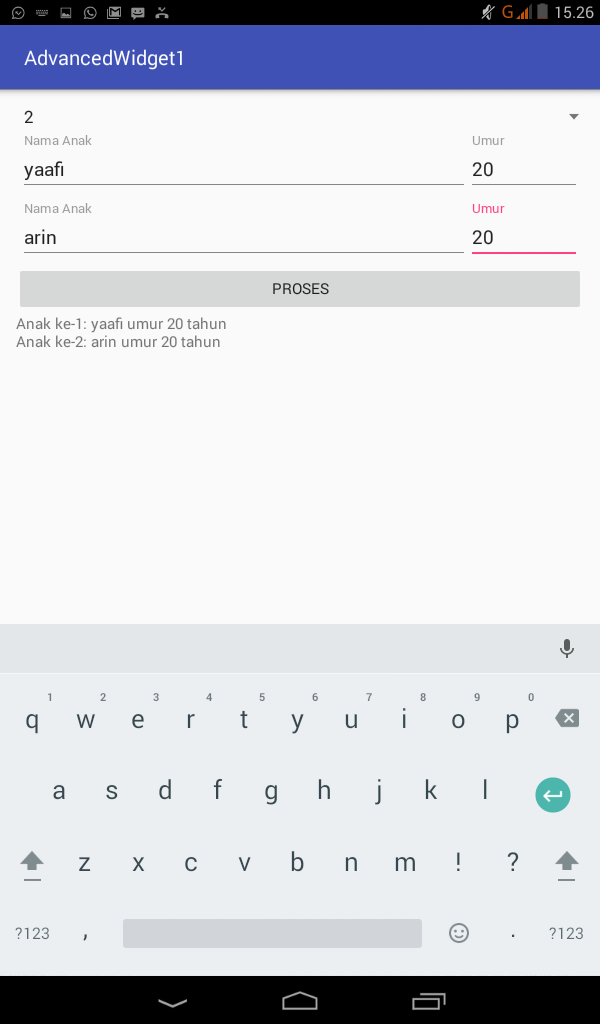 G 15.26
AdvancedWidget1
2
Nama Anak Umur
yaafi 20
Nama Anak Umur
arin 20
PROSES
Anak ke-1: yaafi umur 20 tahun
Anak ke-2: arin umur 20 tahun
1 2 3 4 5 6 7 8 9 0
q w e r t y u i o p
a s d f g h j k l
z x c v b n m ! ?
?123 , . ?123